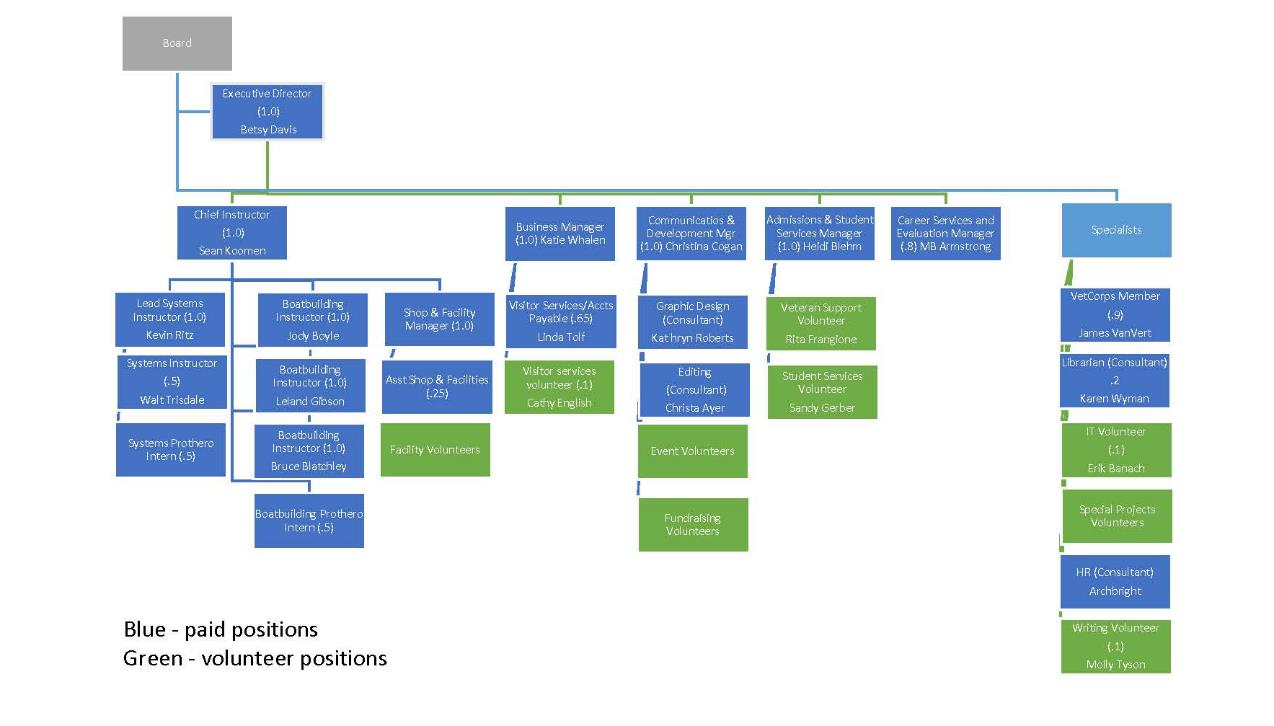 Board
Executive Director
(1.0)
Betsy Davis
Chief Instructor
(1.0)
Sean Koomen
Business Manager
(1.0) Katie Whalen
Communicatios &
Development Mgr
(1.0) Christina Cogan
Admissions & Student
Services Manager
(1.0) Heidi Blehm
Career Services and
Evaluation Manager
(.8) MB Armstrong
Specialists
Lead Systems
Instructor (1.0)
Kevin Ritz
Systems Instructor
(.5)
Walt Trisdale
Systems Prothero
Intern (.5)
Boatbuilding
Instructor (1.0)
Jody Boyle
Boatbuilding
Instructor (1.0)
Leland Gibson
Boatbuilding
Instructor (1.0)
Bruce Blatchley
Boatbuilding Prothero
Intern (.5)
Shop & Facility
Manager (1.0)
Asst Shop & Facilities
(.25)
Facility Volunteers
Visitor Services/Accts
Payable (.65)
Linda Tolf
Visitor services
volunteer (.1)
Cathy English
Graphic Design
(Consultant)
Kathryn Roberts
Editing
(Consultant)
Christa Ayer
Event Volunteers
Fundraising
Volunteers
Veteran Support
Volunteer
Rita Frangione
Student Services
Volunteer
Sandy Gerber
VetCorps Member
(.9)
James VanVert
Librarian (Consultant)
.2
Karen Wyman
IT Volunteer
(.1)
Erik Banach
Special Projects
Volunteers
HR (Consultant)
Archbright
Writing Volunteer
(.1)
Molly Tyson
Blue - paid positions
Green - volunteer positions